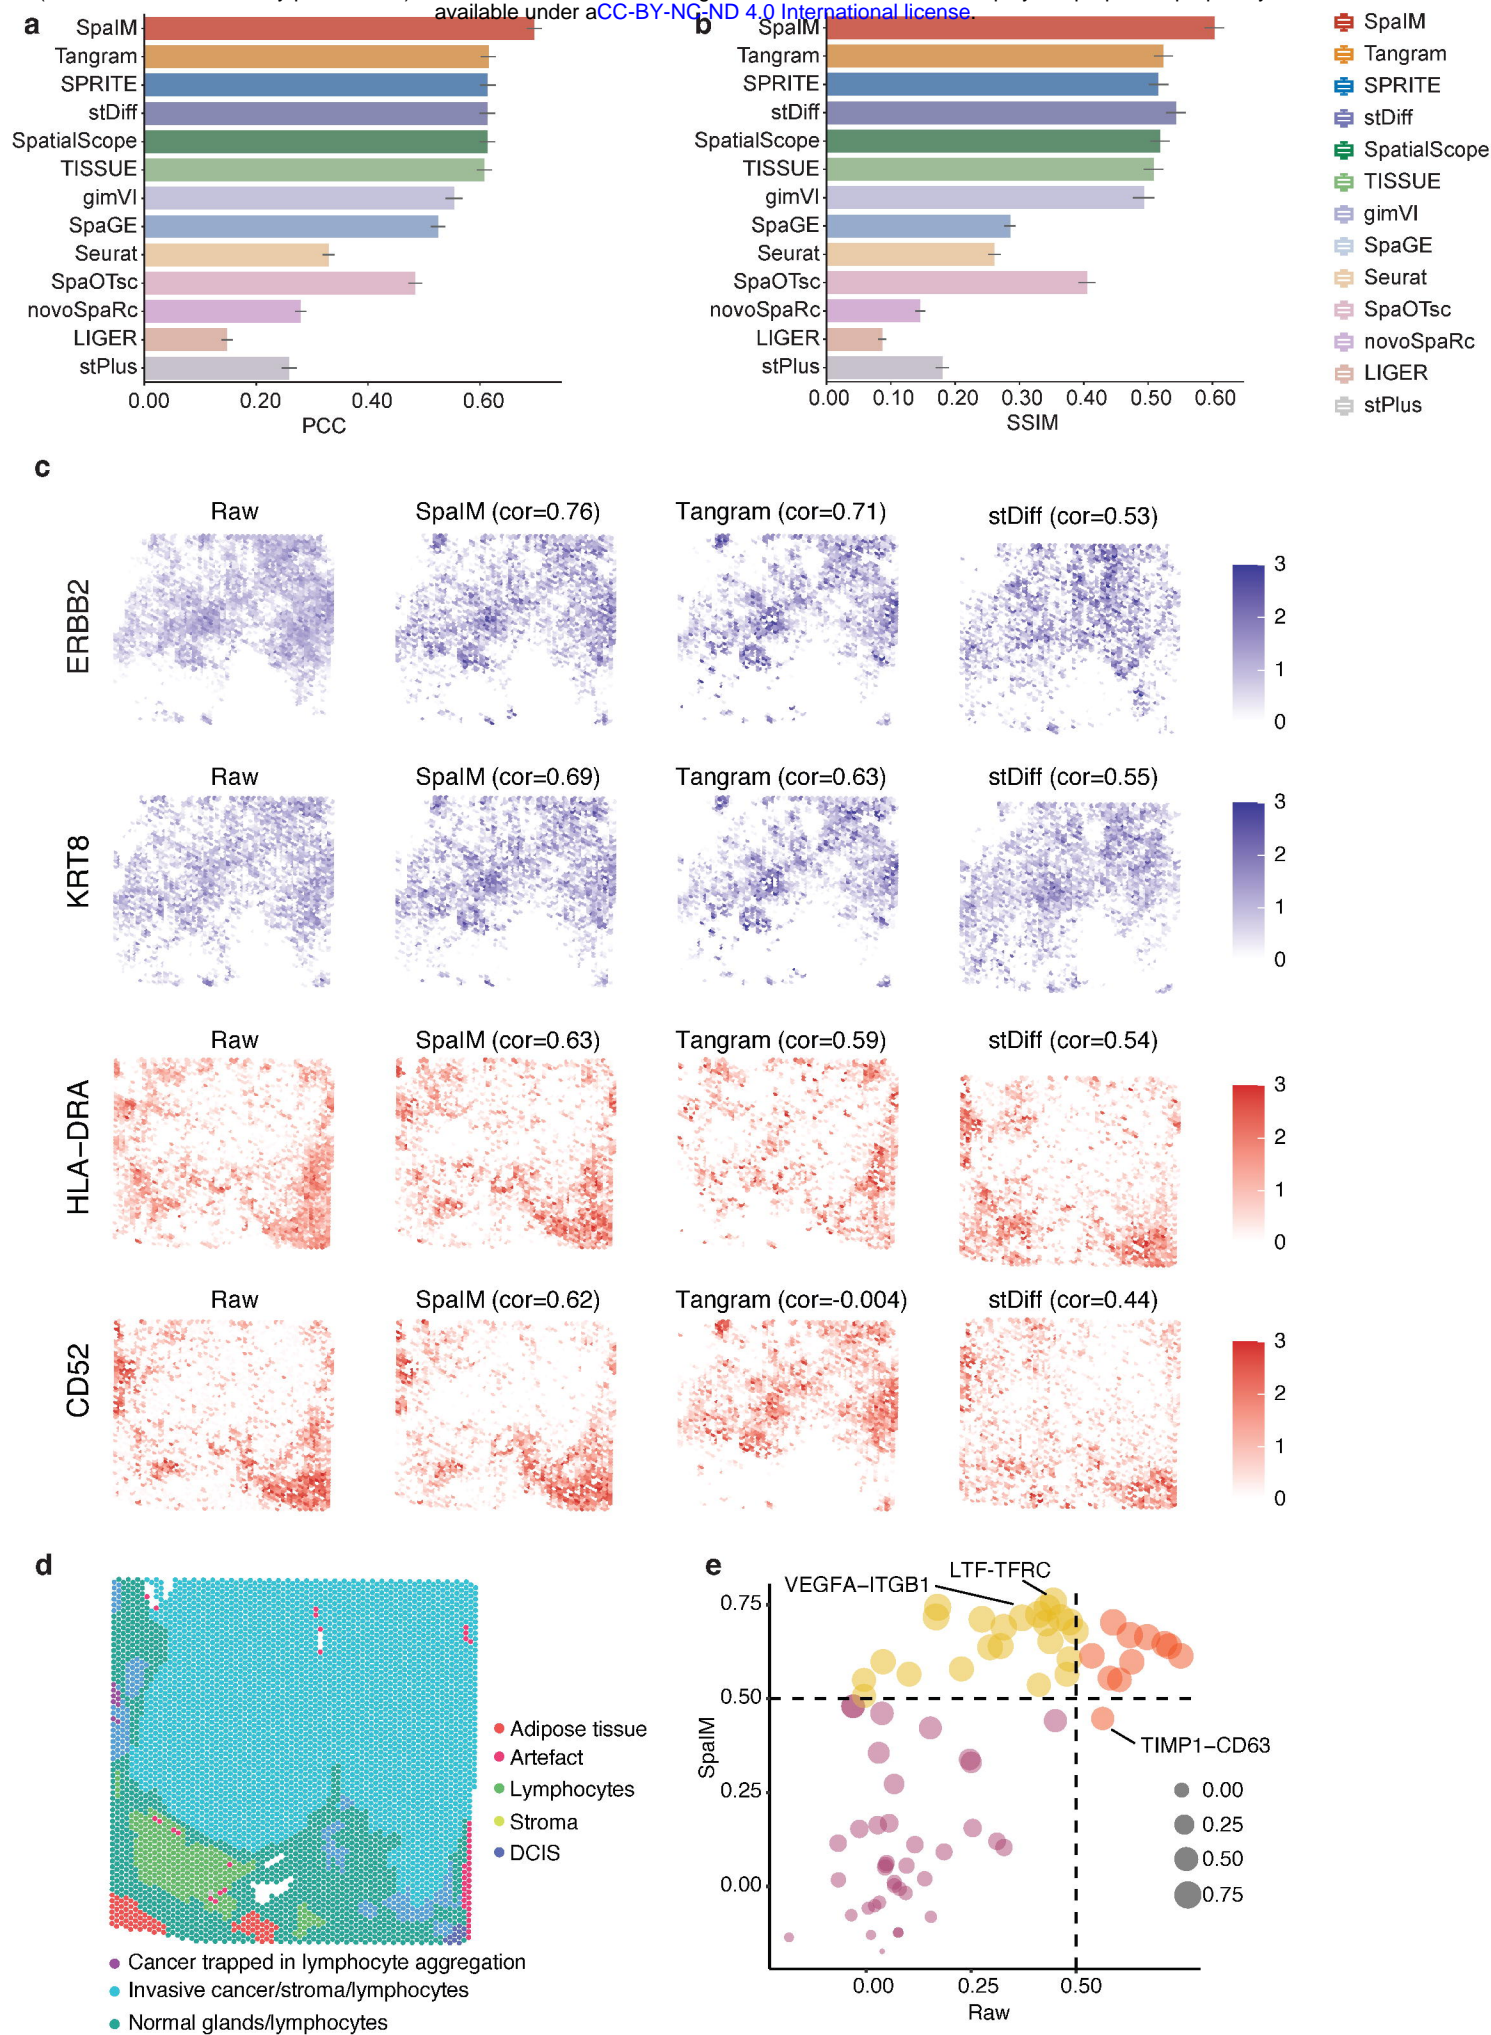 available under aCC-BY-NC-ND 4.0 International license.
a
SpaIM
Tangram
SPRITE
stDiff
SpatialScope
TISSUE
gimVI
SpaGE
Seurat
SpaOTsc
novoSpaRc
LIGER
stPlus
0.00 0.20 0.40 0.60
PCC
b
SpaIM
Tangram
SPRITE
stDiff
SpatialScope
TISSUE
gimVI
SpaGE
Seurat
SpaOTsc
novoSpaRc
LIGER
stPlus
0.00 0.10 0.20 0.30 0.40 0.50 0.60
SSIM
SpaIM
Tangram
SPRITE
stDiff
SpatialScope
TISSUE
gimVI
SpaGE
Seurat
SpaOTsc
novoSpaRc
LIGER
stPlus
c
Raw SpaIM (cor=0.76) Tangram (cor=0.71) stDiff (cor=0.53)
ERBB2
3
2
1
0
Raw SpaIM (cor=0.69) Tangram (cor=0.63) stDiff (cor=0.55)
KRT8
3
2
1
0
Raw SpaIM (cor=0.63) Tangram (cor=0.59) stDiff (cor=0.54)
HLA−DRA
3
2
1
0
Raw SpaIM (cor=0.62) Tangram (cor=-0.004) stDiff (cor=0.44)
CD52
3
2
1
0
d
Adipose tissue
Artefact
Lymphocytes
Stroma
DCIS
Cancer trapped in lymphocyte aggregation
Invasive cancer/stroma/lymphocytes
Normal glands/lymphocytes
e
LTF-TFRC
VEGFA−ITGB1
TIMP1−CD63
0.75
0.50
0.25
0.00
SpaIM
0.00
0.25
0.50
0.75
0.00 0.25 0.50
Raw